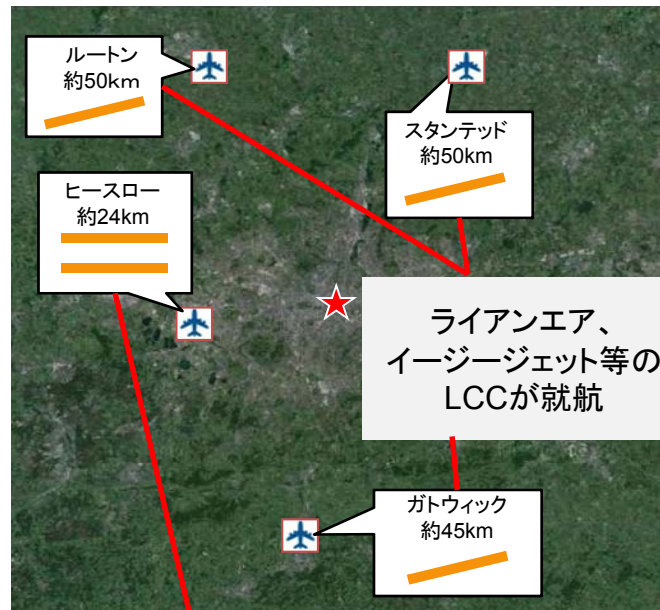 ルートン
約50ｋｍ
スタンテッド
約50km
ヒースロー
約24km
ライアンエア、
イージージェット等の
LCCが就航
ガトウィック
約45km